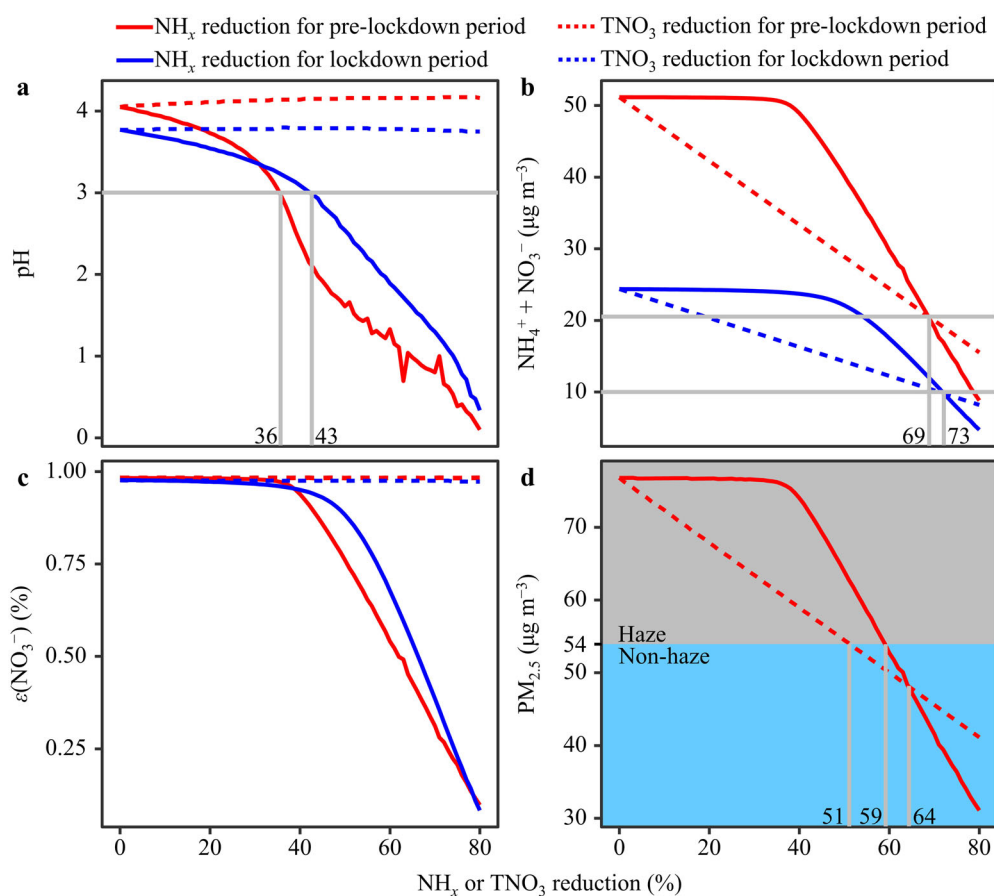 NHₓ reduction for pre-lockdown period
TNO₃ reduction for pre-lockdown period
NHₓ reduction for lockdown period
TNO₃ reduction for lockdown period
a
pH
4
3
2
1
0
36
43
b
NH₄⁺ + NO₃⁻ (μg m⁻³)
50
40
30
20
10
69
73
c
ε(NO₃⁻) (%)
1.00
0.75
0.50
0.25
0
20
40
60
80
d
PM₂.₅ (μg m⁻³)
70
60
54
50
40
30
Haze
Non-haze
51
59
64
0
20
40
60
80
NHₓ or TNO₃ reduction (%)